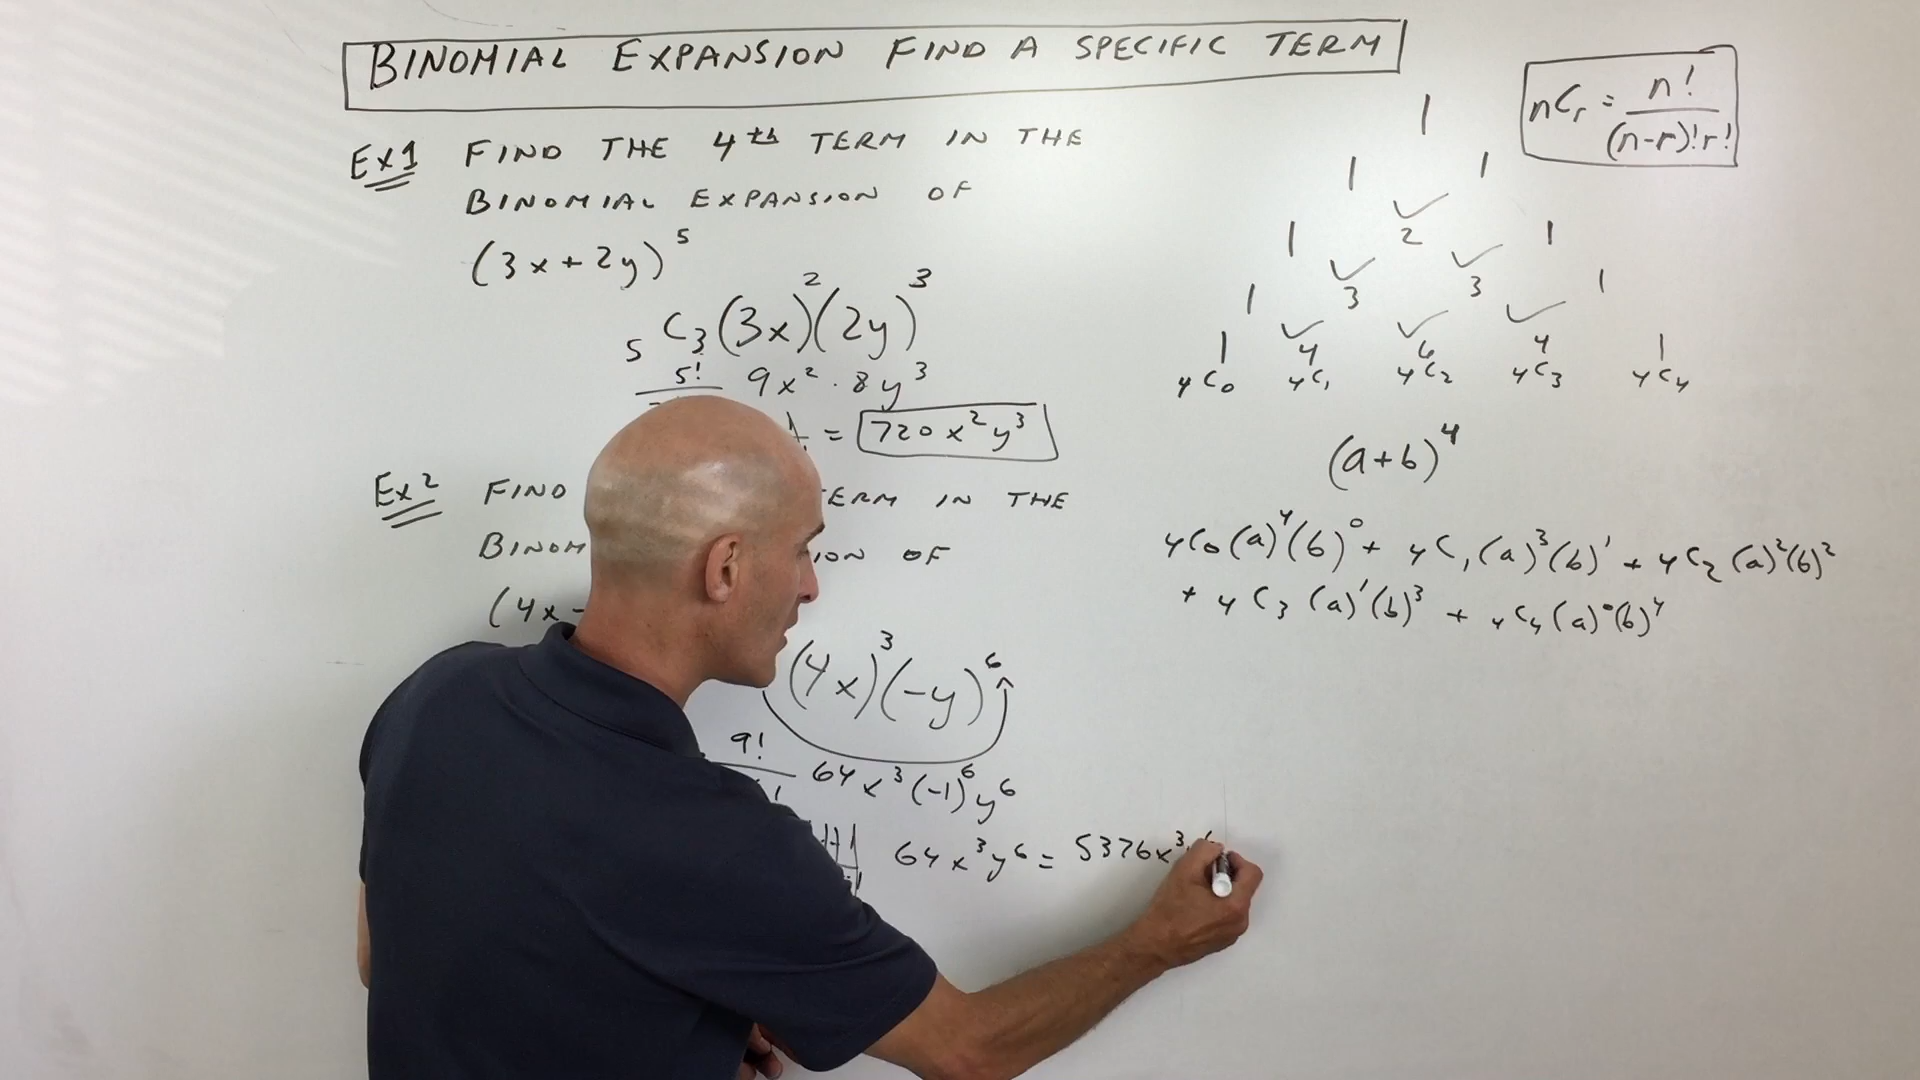 BINOMIAL EXPANSION FIND A SPECIFIC TERM
Ex1 FIND THE 4th TERM IN THE
BINOMIAL EXPANSION OF
(3x+2y)^5
5C3(3x)^2(2y)^3
5! 9x^2 · 8y^3
= 720x^2y^3
Ex2 FIND ERM IN THE
BINOM ION OF
(4x-
(4x)^3(-y)^6
9! 64x^3(-1)^6y^6
64x^3y^6 = 5376x^3
nCr = n!/(n-r)!r!
1
1 1
1 2 1
1 3 3 1
1 4 6 4 1
4C0 4C1 4C2 4C3 4C4
(a+b)^4
4C0(a)^4(b)^0 + 4C1(a)^3(b)^1 + 4C2(a)^2(b)^2
+ 4C3(a)^1(b)^3 + 4C4(a)^0(b)^4